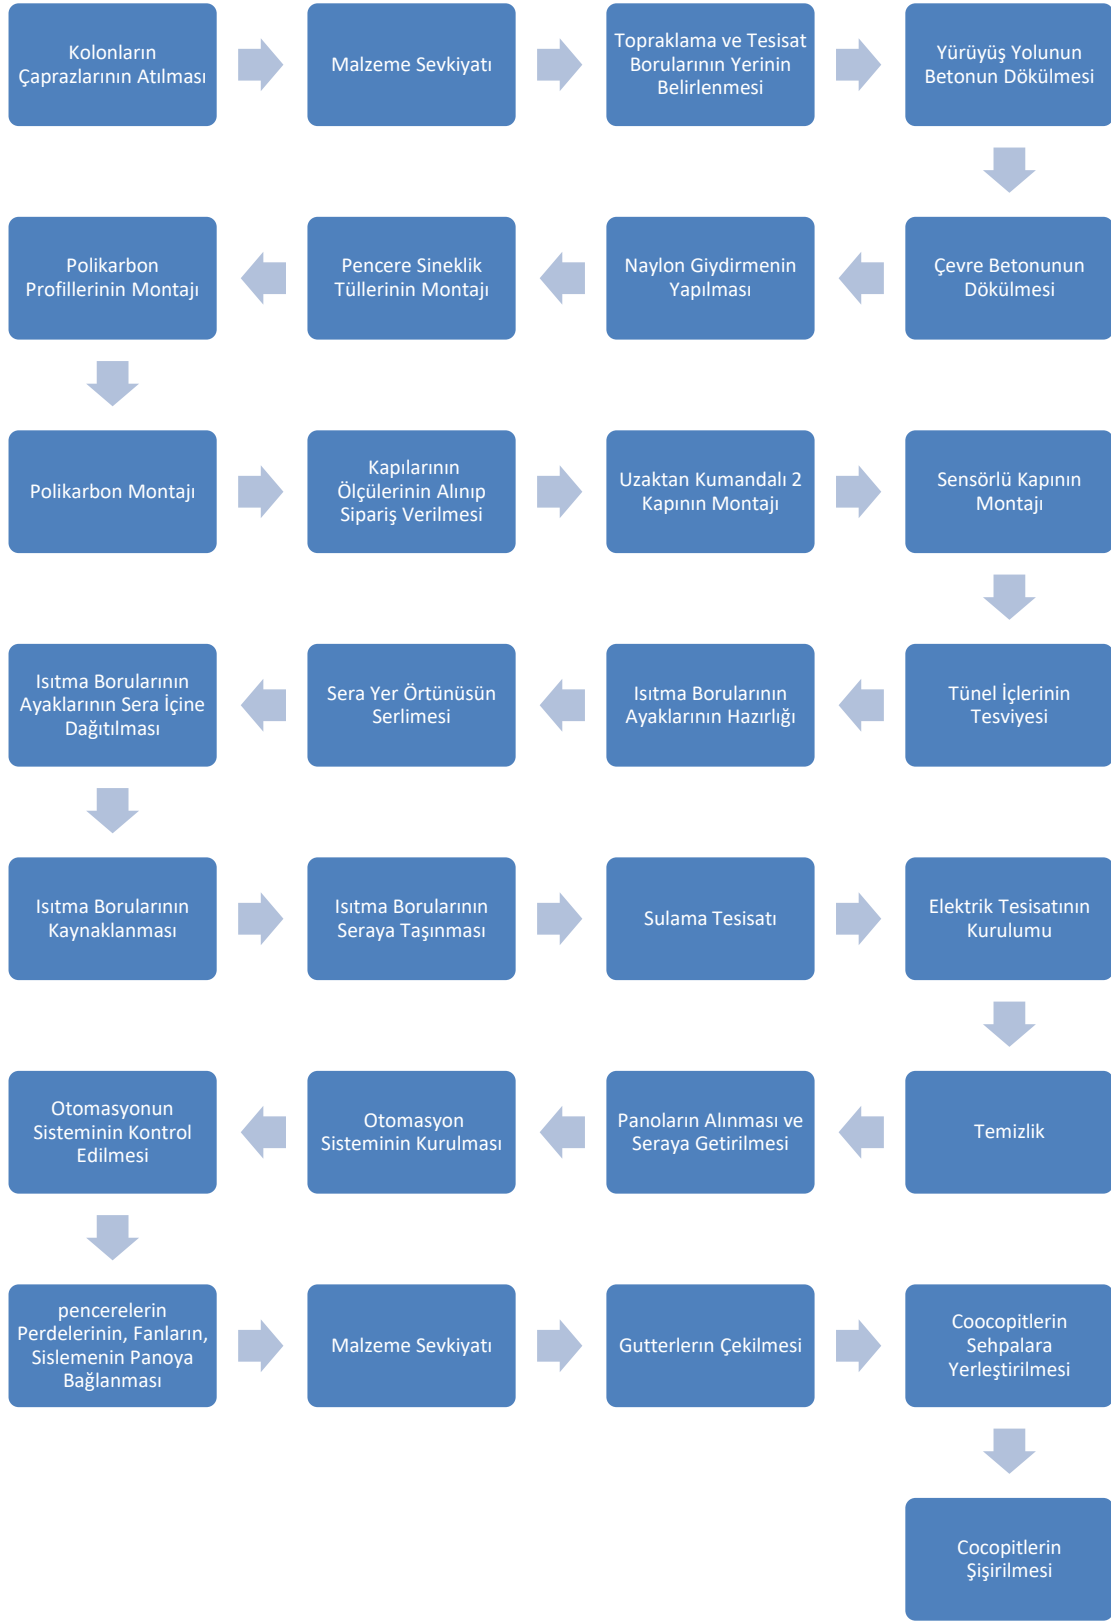 Kolonların
Çaprazlarının Atılması
Malzeme Sevkiyatı
Topraklama ve Tesisat
Borularının Yerinin
Belirlenmesi
Yürüyüş Yolunun
Betonun Dökülmesi
Çevre Betonunun
Dökülmesi
Naylon Giydirmenin
Yapılması
Pencere Sineklik
Tüllerinin Montajı
Polikarbon
Profillerinin Montajı
Polikarbon Montajı
Kapılarının
Ölçülerinin Alınıp
Sipariş Verilmesi
Uzaktan Kumandalı 2
Kapının Montajı
Sensörlü Kapının
Montajı
Tünel İçlerinin
Tesviyesi
Isıtma Borularının
Ayaklarının Hazırlığı
Sera Yer Örtünüsün
Serlimesi
Isıtma Borularının
Ayaklarının Sera İçine
Dağıtılması
Isıtma Borularının
Kaynaklanması
Isıtma Borularının
Seraya Taşınması
Sulama Tesisatı
Elektrik Tesisatının
Kurulumu
Temizlik
Panoların Alınması ve
Seraya Getirilmesi
Otomasyon
Sisteminin Kurulması
Otomasyonun
Sisteminin Kontrol
Edilmesi
pencerelerin
Perdelerinin, Fanların,
Sislemenin Panoya
Bağlanması
Malzeme Sevkiyatı
Gutterlerın Çekilmesi
Coocopitlerin
Sehpalara
Yerleştirilmesi
Cocopitlerin
Şişirilmesi